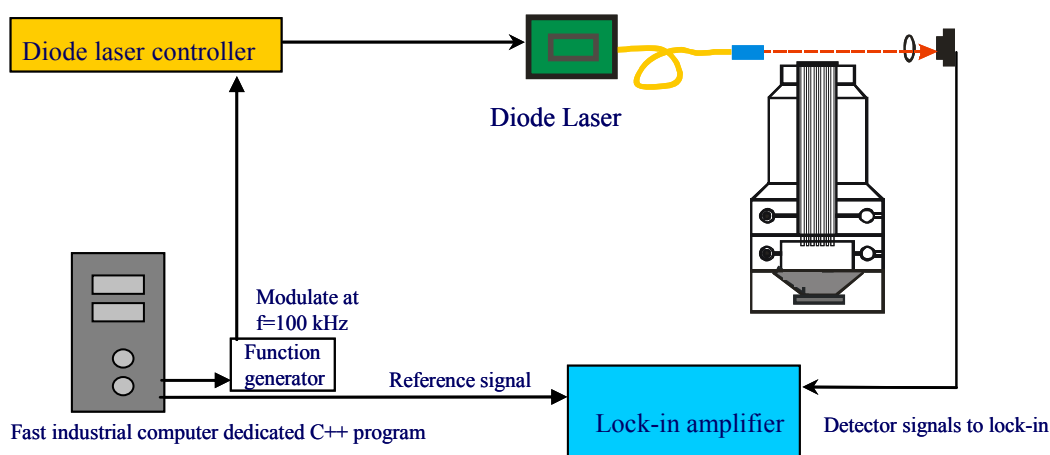 Diode laser controller
Diode Laser
Modulate at
f=100 kHz
Function
generator
Reference signal
Lock-in amplifier
Detector signals to lock-in
Fast industrial computer dedicated C++ program